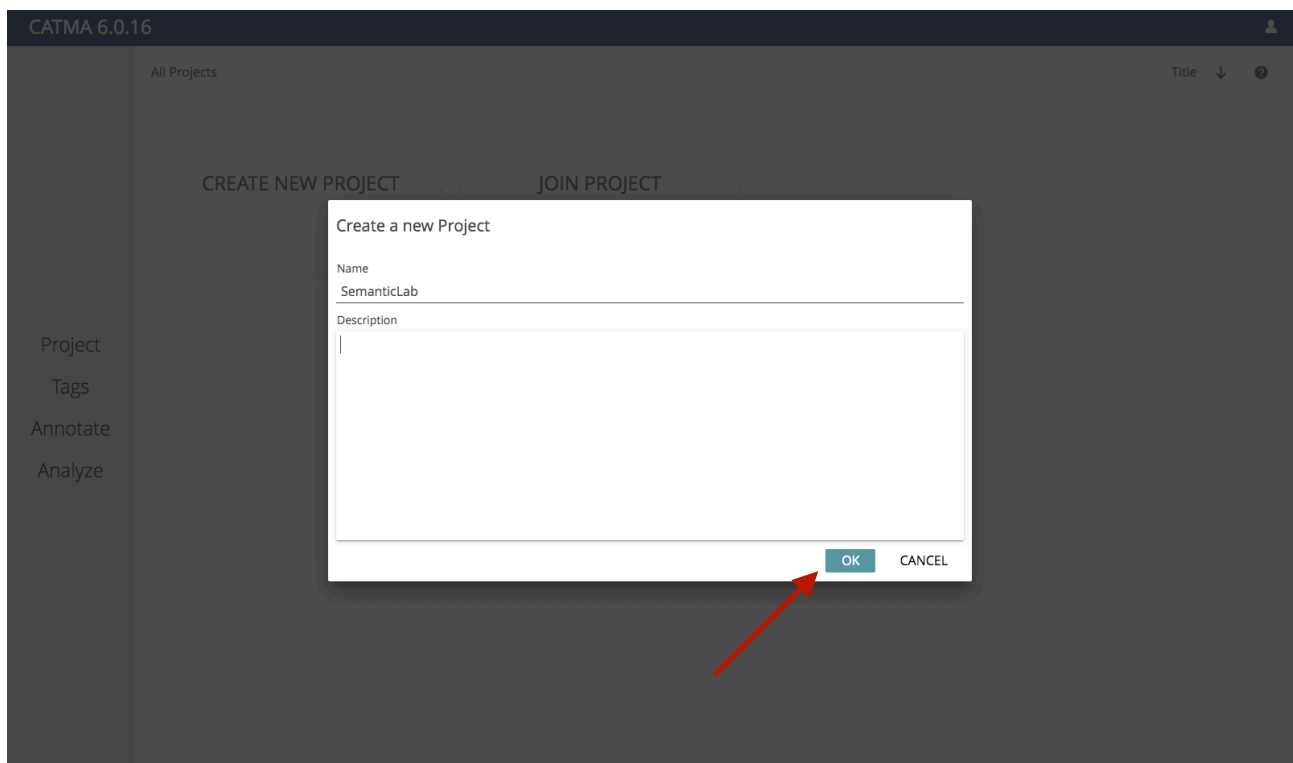 CATMA 6.0.16
All Projects
Title
CREATE NEW PROJECT
JOIN PROJECT
Create a new Project
Name
SemanticLab
Description
Project
Tags
Annotate
Analyze
OK
CANCEL